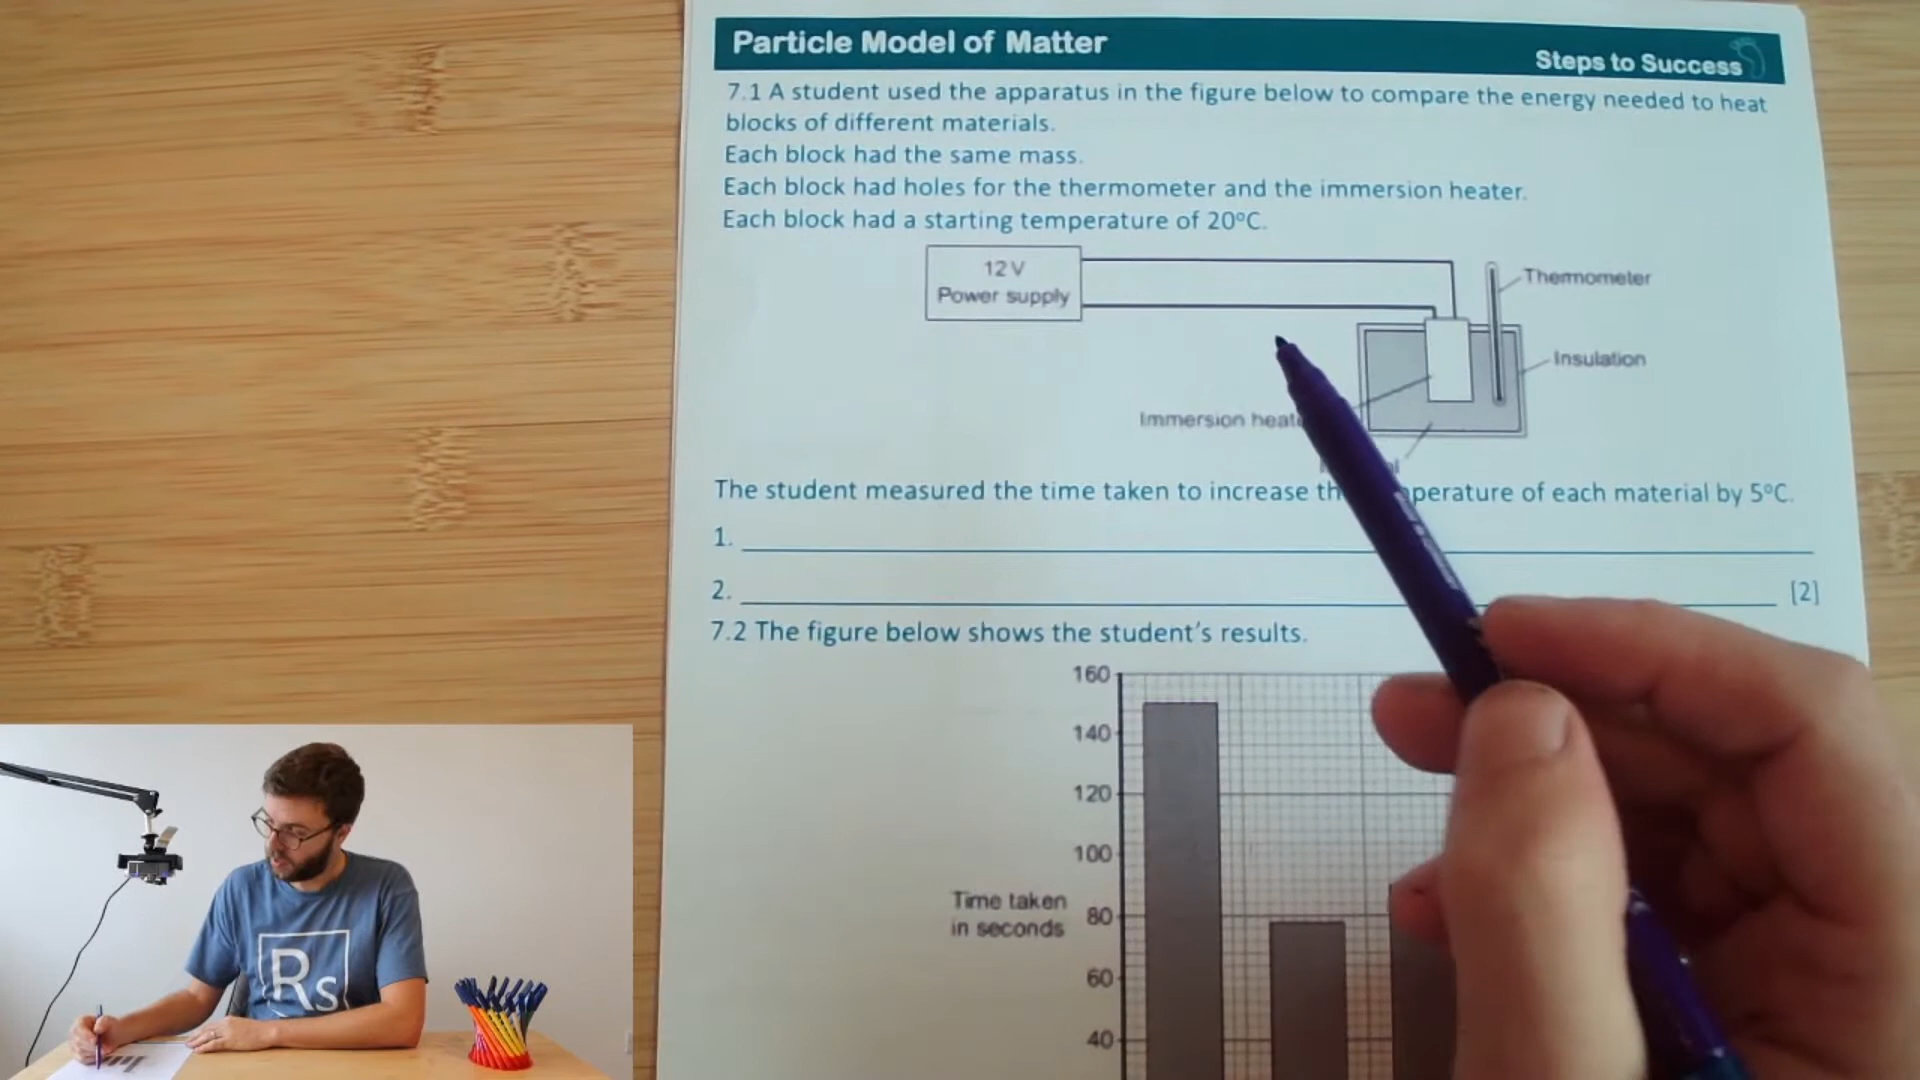 Particle Model of Matter
Steps to Success
7.1 A student used the apparatus in the figure below to compare the energy needed to heat
blocks of different materials.
Each block had the same mass.
Each block had holes for the thermometer and the immersion heater.
Each block had a starting temperature of 20°C.
12 V
Power supply
Thermometer
Insulation
Immersion
The student measured the time taken to increase of each material by 5°C.
1.
2.
[2]
7.2 The figure below shows the student's results.
160
140
120
100
Time taken
in seconds
80
60
40
Rs